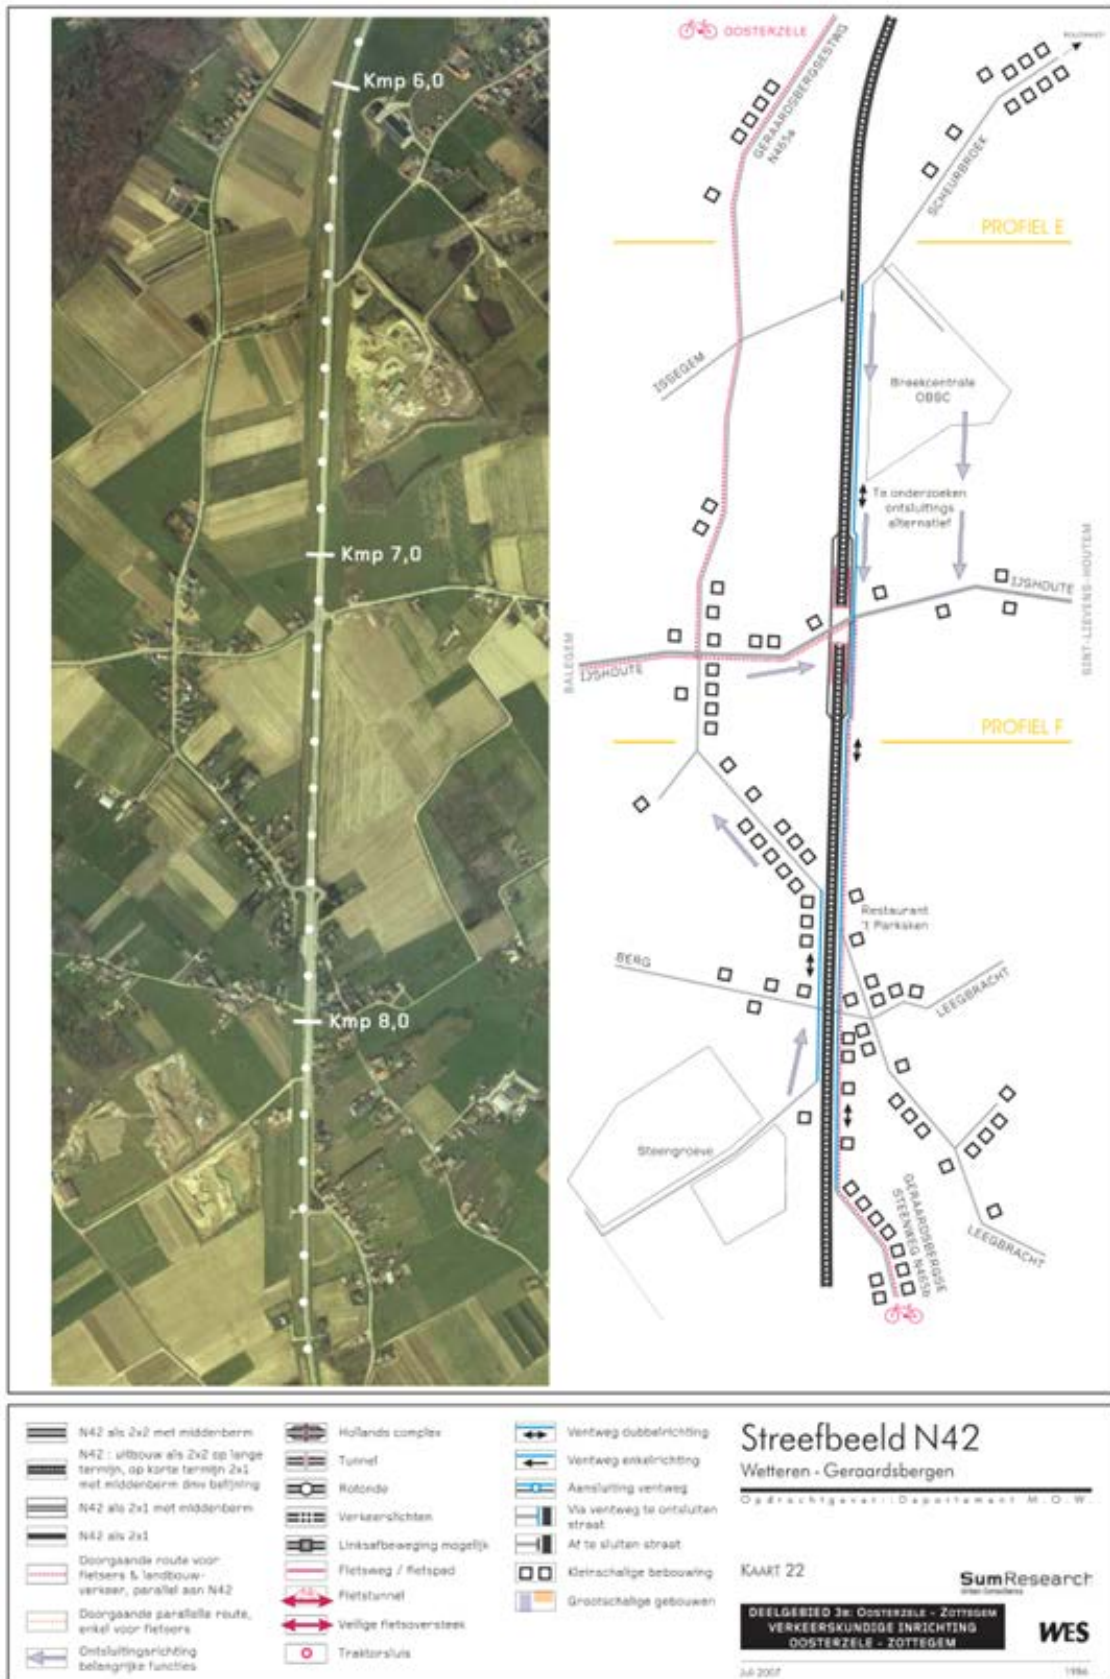 Kmp 6,0
Kmp 7,0
Kmp 8,0
OOSTERZELE
GERAARDSBERGSESTWG
N465a
SCHEURBROEK
PROFIEL E
ISSEGEM
Breekcentrale
OBGC
Te onderzoeken
ontsluitings
alternatief
BALEGEM
SINT-LIEVENS-HOUTEM
IJSHOUTE
IJSHOUTE
PROFIEL F
Restaurant
't Parksken
BERG
LEEGBRACHT
Steengroeve
GERAARDSBERGSE
STEENWEG N465b
LEEGBRACHT
N42 als 2x2 met middenberm
N42 : uitbouw als 2x2 op lange
termijn, op korte termijn 2x1
met middenberm dmv belijning
N42 als 2x1 met middenberm
N42 als 2x1
Doorgaande route voor
fietsers & landbouw-
verkeer, parallel aan N42
Doorgaande parallelle route,
enkel voor fietsers
Ontsluitingsrichting
belangrijke functies
Hollands complex
Tunnel
Rotonde
Verkeerslichten
Linksafbeweging mogelijk
Fietsweg / fietspad
Fietstunnel
Veilige fietsoversteek
Traktorsluis
Ventweg dubbelrichting
Ventweg enkelrichting
Aansluiting ventweg
Via ventweg te ontsluiten
straat
Af te sluiten straat
Kleinschalige bebouwing
Grootschalige gebouwen
Streefbeeld N42
Wetteren - Geraardsbergen
Opdrachtgever: Departement M.O.W.
KAART 22
SumResearch
Urban Consultancy
DEELGEBIED 3B: OOSTERZELE - ZOTTEGEM
VERKEERSKUNDIGE INRICHTING
OOSTERZELE - ZOTTEGEM
WES
Juli 2007
1986